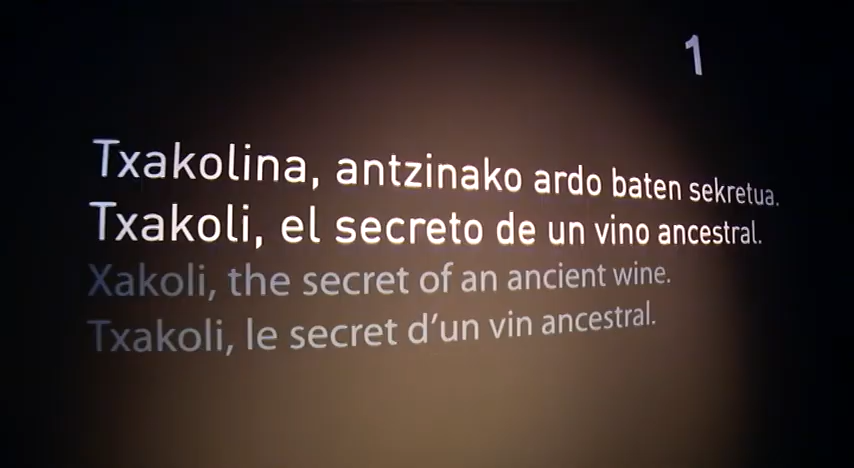 1
Txakolina, antzinako ardo baten sekretua.
Txakoli, el secreto de un vino ancestral.
Xakoli, the secret of an ancient wine.
Txakoli, le secret d'un vin ancestral.